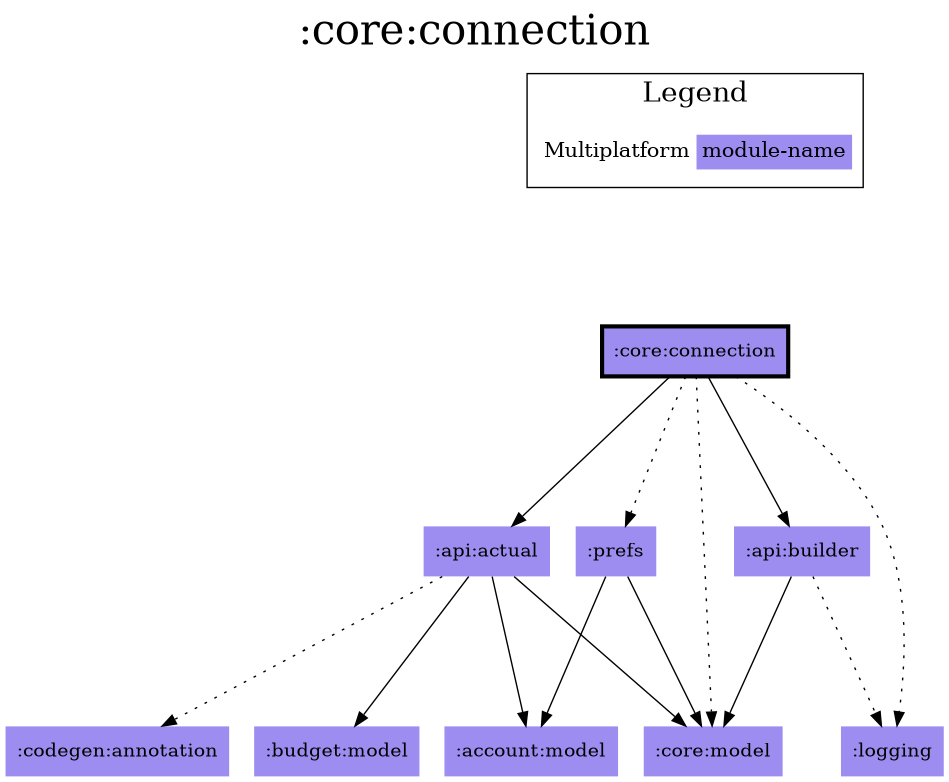 :core:connection
Legend
Multiplatform module-name
:core:connection
:api:actual :prefs :api:builder
:codegen:annotation :budget:model :account:model :core:model :logging